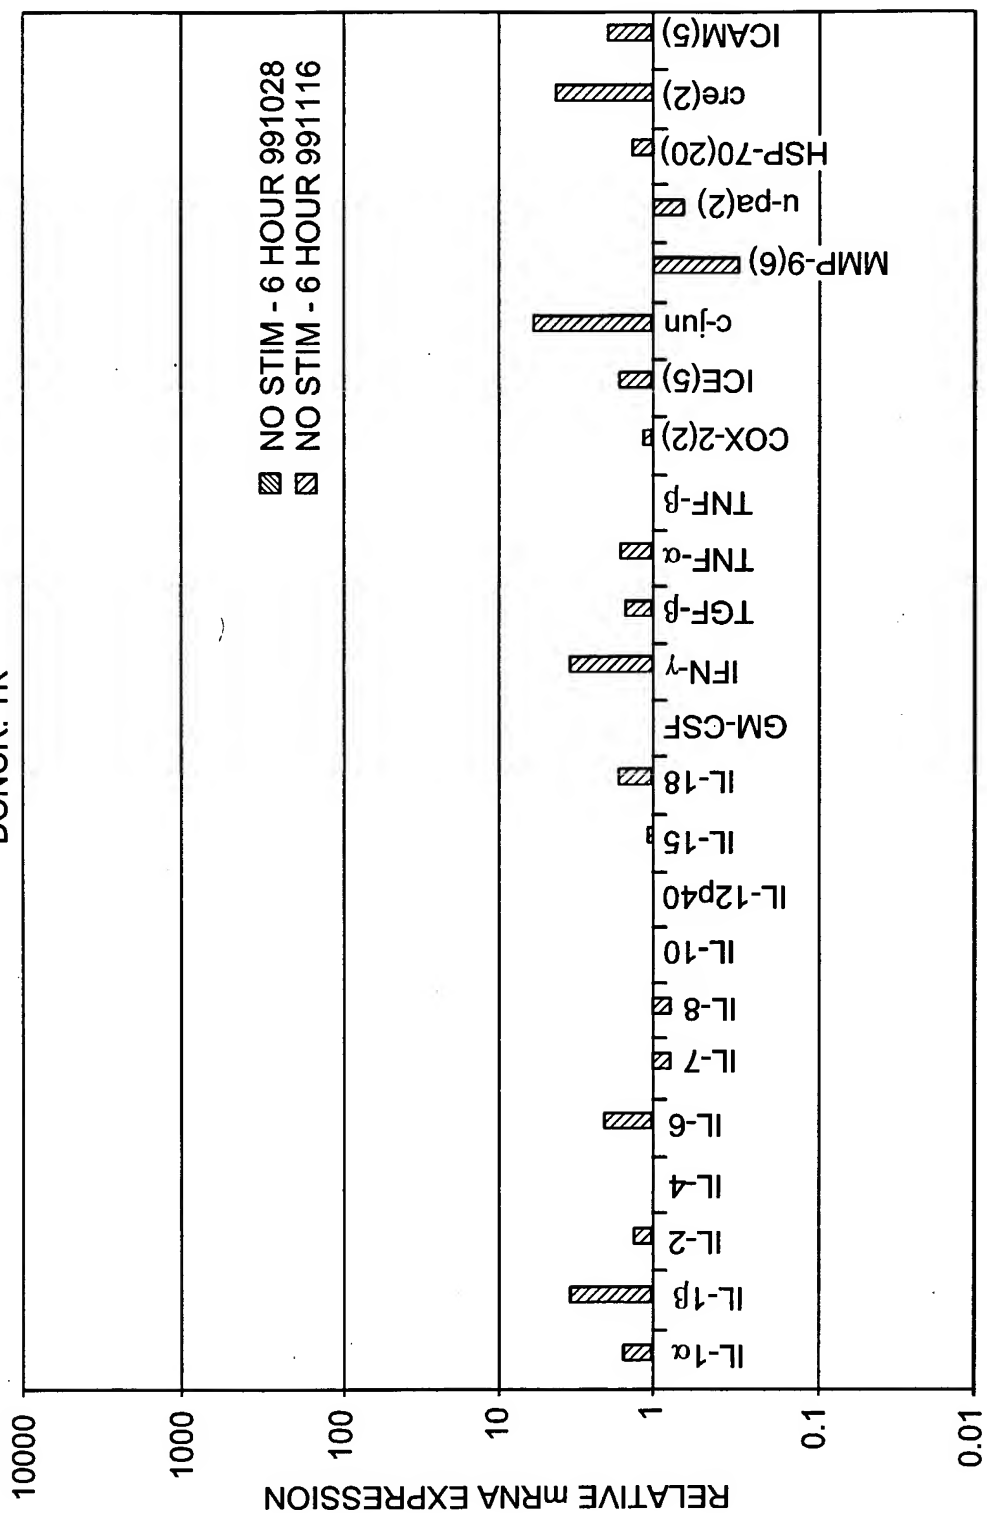 DONOR:
10000
1000
100
10
1
0.1
0.01
RELATIVE mRNA EXPRESSION
NO STIM - 6 HOUR 991028
NO STIM - 6 HOUR 991116
IL-1α
IL-1β
IL-2
IL-4
IL-6
IL-7
IL-8
IL-10
IL-12p40
IL-15
IL-18
GM-CSF
IFN-γ
TGF-β
TNF-α
TNF-β
COX-2(2)
ICE(5)
c-jun
MMP-9(6)
u-pa(2)
HSP-70(20)
cre(2)
ICAM(5)